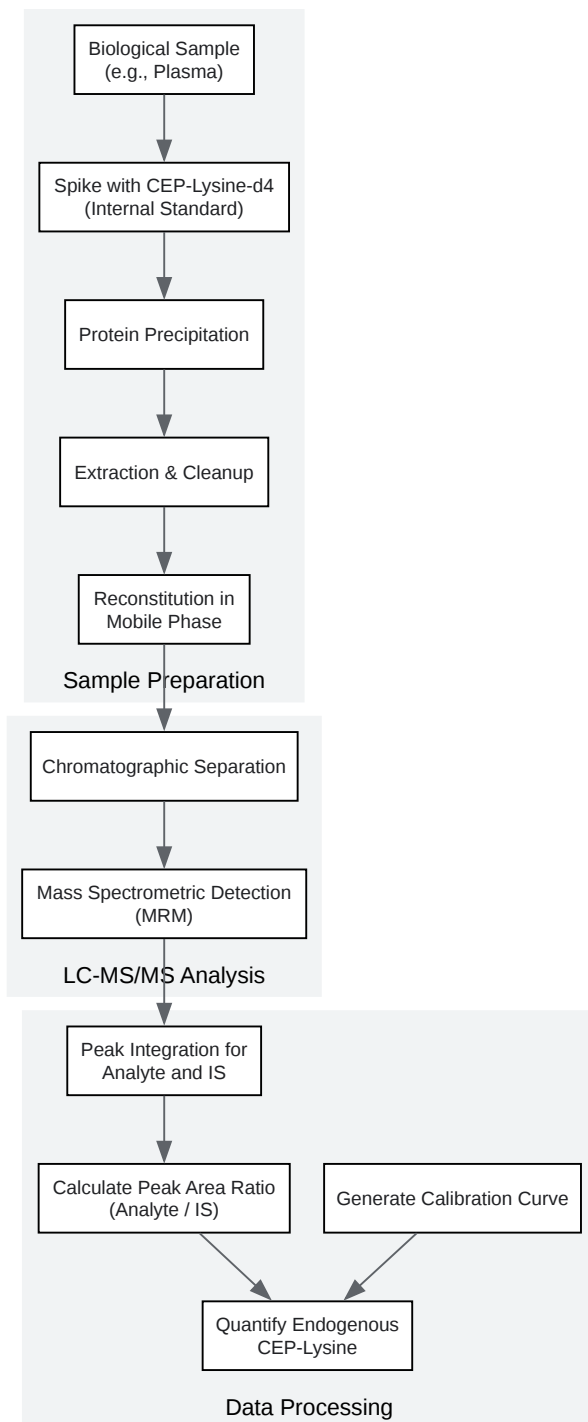 Biological Sample
(e.g., Plasma)
Spike with CEP-Lysine-d4
(Internal Standard)
Protein Precipitation
Extraction & Cleanup
Reconstitution in
Mobile Phase
Sample Preparation
Chromatographic Separation
Mass Spectrometric Detection
(MRM)
LC-MS/MS Analysis
Peak Integration for
Analyte and IS
Calculate Peak Area Ratio
(Analyte / IS)
Generate Calibration Curve
Quantify Endogenous
CEP-Lysine
Data Processing